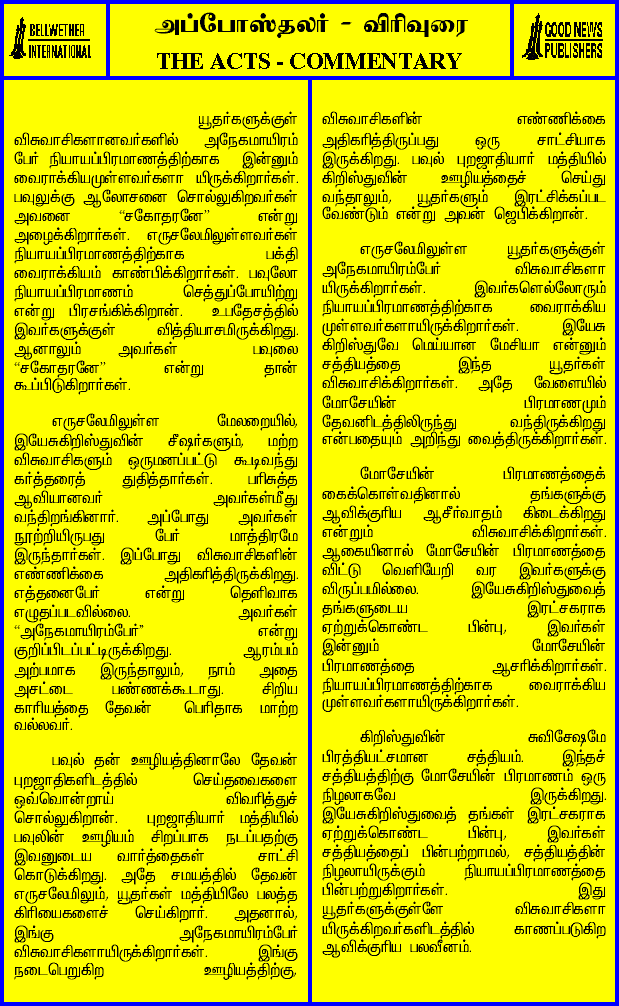 BELLWETHER
INTERNATIONAL
அப்போஸ்தலர் - விரிவுரை
THE ACTS - COMMENTARY
GOOD NEWS
PUBLISHERS
யூதர்களுக்குள்
விசுவாசிகளானவர்களில் அநேகமாயிரம்
பேர் நியாயப்பிரமாணத்திற்காக இன்னும்
வைராக்கியமுள்ளவர்களா யிருக்கிறார்கள்.
பவுலுக்கு ஆலோசனை சொல்லுகிறவர்கள்
அவனை “சகோதரனே” என்று
அழைக்கிறார்கள். எருசலேமிலுள்ளவர்கள்
நியாயப்பிரமாணத்திற்காக பக்தி
வைராக்கியம் காண்பிக்கிறார்கள். பவுலோ
நியாயப்பிரமாணம் செத்துப்போயிற்று
என்று பிரசங்கிக்கிறான். உபதேசத்தில்
இவர்களுக்குள் வித்தியாசமிருக்கிறது.
ஆனாலும் அவர்கள் பவுலை
“சகோதரனே” என்று தான்
கூப்பிடுகிறார்கள்.
எருசலேமிலுள்ள மேலறையில்,
இயேசுகிறிஸ்துவின் சீஷர்களும், மற்ற
விசுவாசிகளும் ஒருமனப்பட்டு கூடிவந்து
கர்த்தரைத் துதித்தார்கள். பரிசுத்த
ஆவியானவர் அவர்கள்மீது
வந்திறங்கினார். அப்போது அவர்கள்
நூற்றியிருபது பேர் மாத்திரமே
இருந்தார்கள். இப்போது விசுவாசிகளின்
எண்ணிக்கை அதிகரித்திருக்கிறது.
எத்தனைபேர் என்று தெளிவாக
எழுதப்படவில்லை. அவர்கள்
“அநேகமாயிரம்பேர்” என்று
குறிப்பிடப்பட்டிருக்கிறது. ஆரம்பம்
அற்பமாக இருந்தாலும், நாம் அதை
அசட்டை பண்ணக்கூடாது. சிறிய
காரியத்தை தேவன் பெரிதாக மாற்ற
வல்லவர்.
பவுல் தன் ஊழியத்தினாலே தேவன்
புறஜாதிகளிடத்தில் செய்தவைகளை
ஒவ்வொன்றாய் விவரித்துச்
சொல்லுகிறான். புறஜாதியார் மத்தியில்
பவுலின் ஊழியம் சிறப்பாக நடப்பதற்கு
இவனுடைய வார்த்தைகள் சாட்சி
கொடுக்கிறது. அதே சமயத்தில் தேவன்
எருசலேமிலும், யூதர்கள் மத்தியிலே பலத்த
கிரியைகளைச் செய்கிறார். அதனால்,
இங்கு அநேகமாயிரம்பேர்
விசுவாசிகளாயிருக்கிறார்கள். இங்கு
நடைபெறுகிற ஊழியத்திற்கு,
விசுவாசிகளின் எண்ணிக்கை
அதிகரித்திருப்பது ஒரு சாட்சியாக
இருக்கிறது. பவுல் புறஜாதியார் மத்தியில்
கிறிஸ்துவின் ஊழியத்தைச் செய்து
வந்தாலும், யூதர்களும் இரட்சிக்கப்பட
வேண்டும் என்று அவன் ஜெபிக்கிறான்.
எருசலேமிலுள்ள யூதர்களுக்குள்
அநேகமாயிரம்பேர் விசுவாசிகளா
யிருக்கிறார்கள். இவர்களெல்லோரும்
நியாயப்பிரமாணத்திற்காக வைராக்கிய
முள்ளவர்களாயிருக்கிறார்கள். இயேசு
கிறிஸ்துவே மெய்யான மேசியா என்னும்
சத்தியத்தை இந்த யூதர்கள்
விசுவாசிக்கிறார்கள். அதே வேளையில்
மோசேயின் பிரமாணமும்
தேவனிடத்திலிருந்து வந்திருக்கிறது
என்பதையும் அறிந்து வைத்திருக்கிறார்கள்.
மோசேயின் பிரமாணத்தைக்
கைக்கொள்வதினால் தங்களுக்கு
ஆவிக்குரிய ஆசீர்வாதம் கிடைக்கிறது
என்றும் விசுவாசிக்கிறார்கள்.
ஆகையினால் மோசேயின் பிரமாணத்தை
விட்டு வெளியேறி வர இவர்களுக்கு
விருப்பமில்லை. இயேசுகிறிஸ்துவைத்
தங்களுடைய இரட்சகராக
ஏற்றுக்கொண்ட பின்பு, இவர்கள்
இன்னும் மோசேயின்
பிரமாணத்தை ஆசரிக்கிறார்கள்.
நியாயப்பிரமாணத்திற்காக வைராக்கிய
முள்ளவர்களாயிருக்கிறார்கள்.
கிறிஸ்துவின் சுவிசேஷமே
பிரத்தியட்சமான சத்தியம். இந்தச்
சத்தியத்திற்கு மோசேயின் பிரமாணம் ஒரு
நிழலாகவே இருக்கிறது.
இயேசுகிறிஸ்துவைத் தங்கள் இரட்சகராக
ஏற்றுக்கொண்ட பின்பு, இவர்கள்
சத்தியத்தைப் பின்பற்றாமல், சத்தியத்தின்
நிழலாயிருக்கும் நியாயப்பிரமாணத்தை
பின்பற்றுகிறார்கள். இது
யூதர்களுக்குள்ளே விசுவாசிகளா
யிருக்கிறவர்களிடத்தில் காணப்படுகிற
ஆவிக்குரிய பலவீனம்.